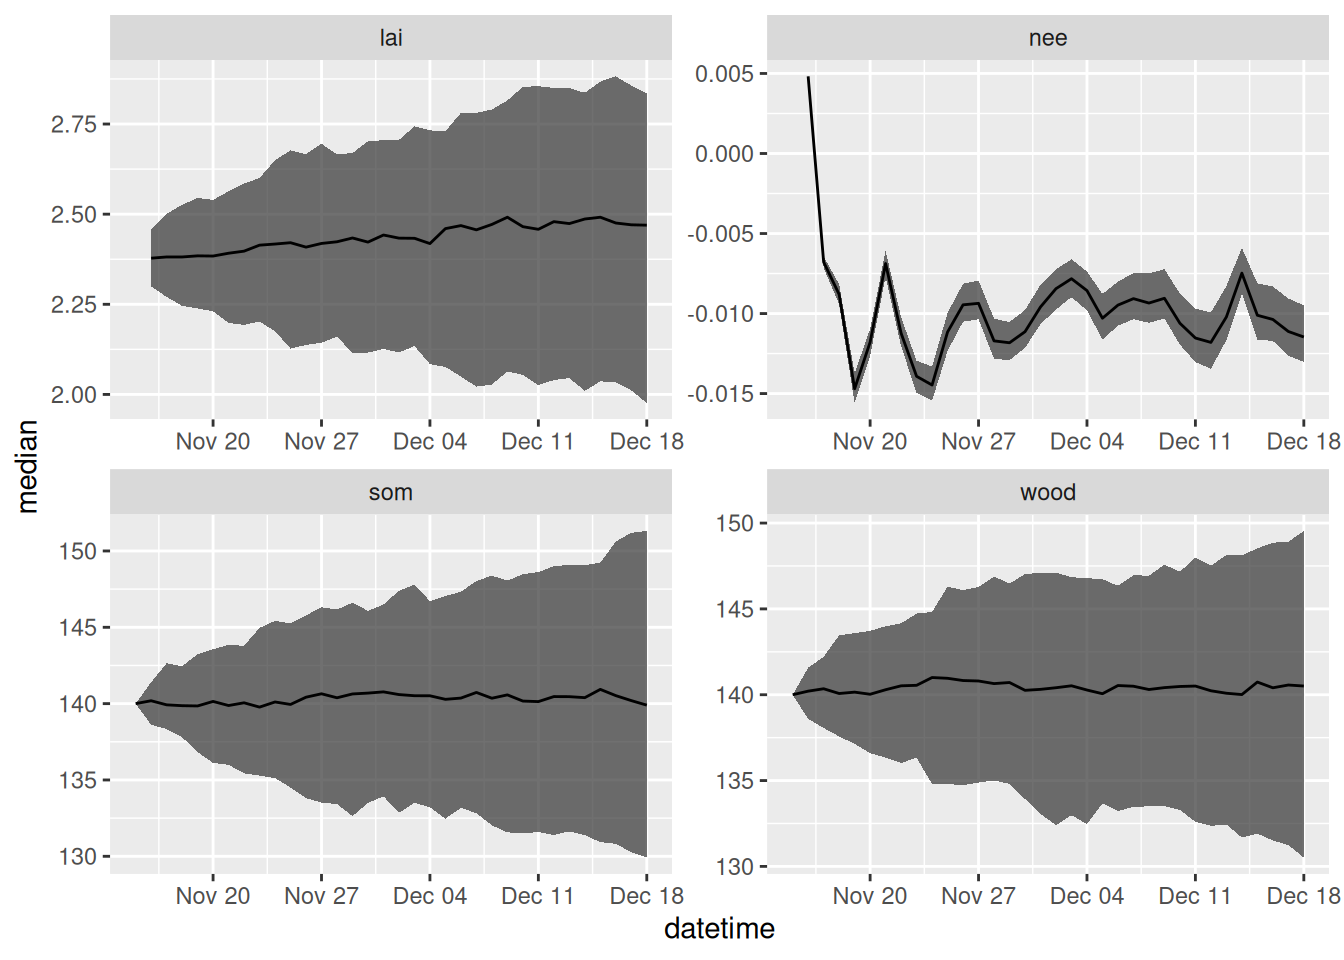 lai
nee
2.75
2.50
2.25
2.00
0.005
0.000
-0.005
-0.010
-0.015
Nov 20 Nov 27 Dec 04 Dec 11 Dec 18
Nov 20 Nov 27 Dec 04 Dec 11 Dec 18
median
som
wood
150
145
140
135
130
150
145
140
135
130
Nov 20 Nov 27 Dec 04 Dec 11 Dec 18
Nov 20 Nov 27 Dec 04 Dec 11 Dec 18
datetime